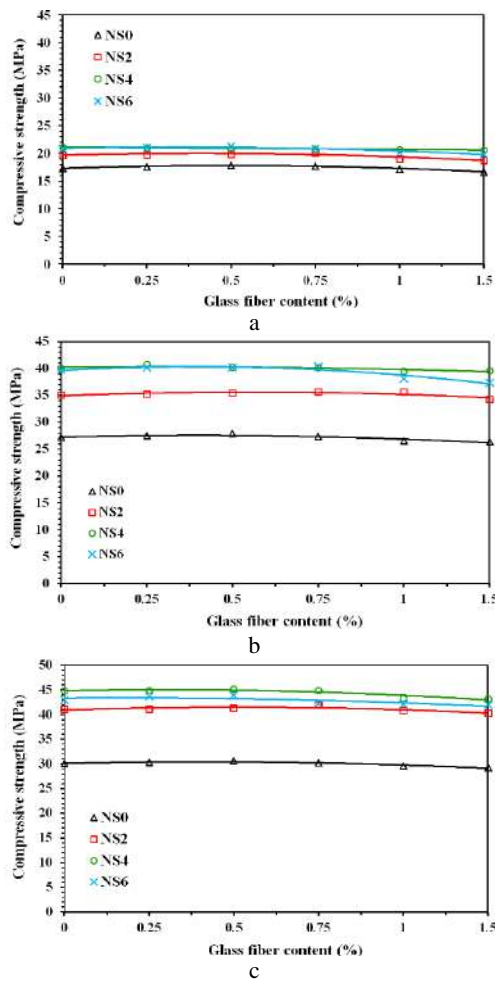 45
40
35
30
25
20
15
10
5
0
Compressive strength (MPa)
NS0
NS2
NS4
NS6
0 0.25 0.5 0.75 1 1.5
Glass fiber content (%)
a
45
40
35
30
25
20
15
10
5
0
Compressive strength (MPa)
NS0
NS2
NS4
NS6
0 0.25 0.5 0.75 1 1.5
Glass fiber content (%)
b
50
45
40
35
30
25
20
15
10
5
0
Compressive strength (MPa)
NS0
NS2
NS4
NS6
0 0.25 0.5 0.75 1 1.5
Glass fiber content (%)
c